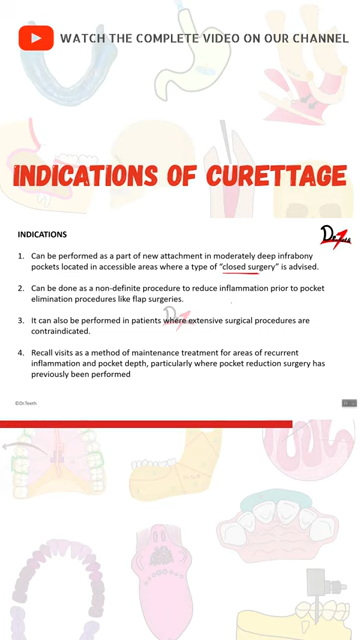 WATCH THE COMPLETE VIDEO ON OUR CHANNEL
INDICATIONS OF CURETTAGE
INDICATIONS
1. Can be performed as a part of new attachment in moderately deep infrabony
pockets located in accessible areas where a type of “closed surgery” is advised.
2. Can be done as a non-definite procedure to reduce inflammation prior to pocket
elimination procedures like flap surgeries.
3. It can also be performed in patients where extensive surgical procedures are
contraindicated.
4. Recall visits as a method of maintenance treatment for areas of recurrent
inflammation and pocket depth, particularly where pocket reduction surgery has
previously been performed
©Dr.Teeth